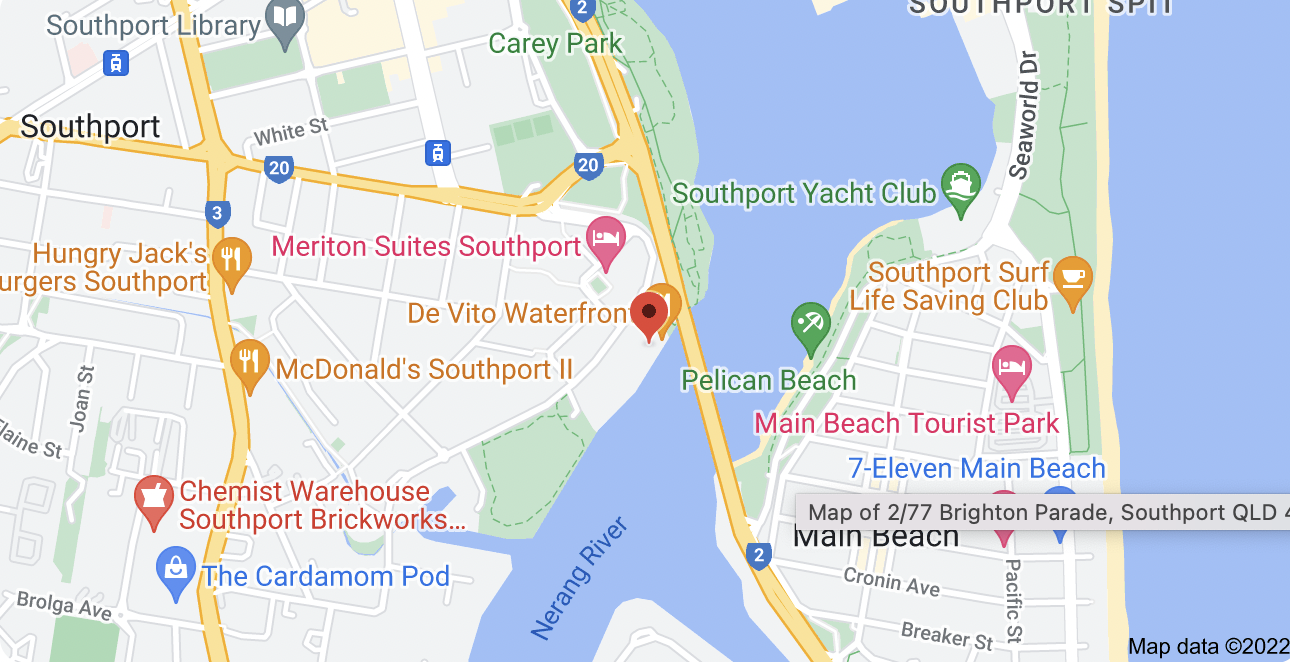 SOUTHPORT SPIT
2
Southport Library
Carey Park
Seaworld Dr
Southport
White St
20
20
Southport Yacht Club
3
Meriton Suites Southport
Hungry Jack's
urgers Southport
Southport Surf
Life Saving Club
De Vito Waterfront
McDonald's Southport II
Pelican Beach
Joan St
Main Beach Tourist Park
laine St
7-Eleven Main Beach
Chemist Warehouse
Southport Brickworks...
Map of 2/77 Brighton Parade, Southport QLD 4
Main Beach
Nerang River
2
The Cardamom Pod
Cronin Ave
Pacific St
Brolga Ave
Breaker St
Map data ©2022